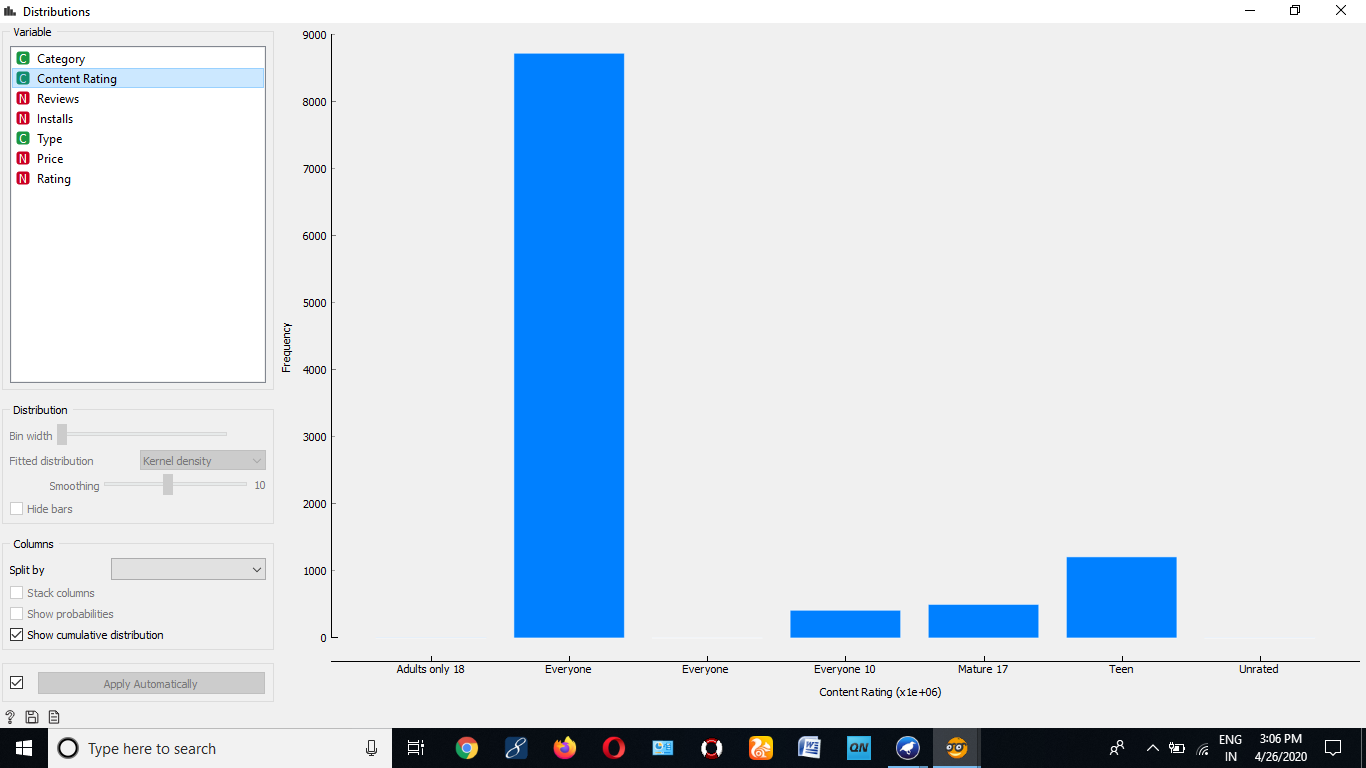 Distributions
Variable
C Category
C Content Rating
N Reviews
N Installs
C Type
N Price
N Rating
Distribution
Bin width
Fitted distribution Kernel density
Smoothing 10
Hide bars
Columns
Split by
Stack columns
Show probabilities
Show cumulative distribution
Apply Automatically
?
Frequency
9000
8000
7000
6000
5000
4000
3000
2000
1000
0
Adults only 18 Everyone Everyone Everyone 10 Mature 17 Teen Unrated
Content Rating (x1e+06)
Type here to search
QN
ENG
IN
3:06 PM
4/26/2020